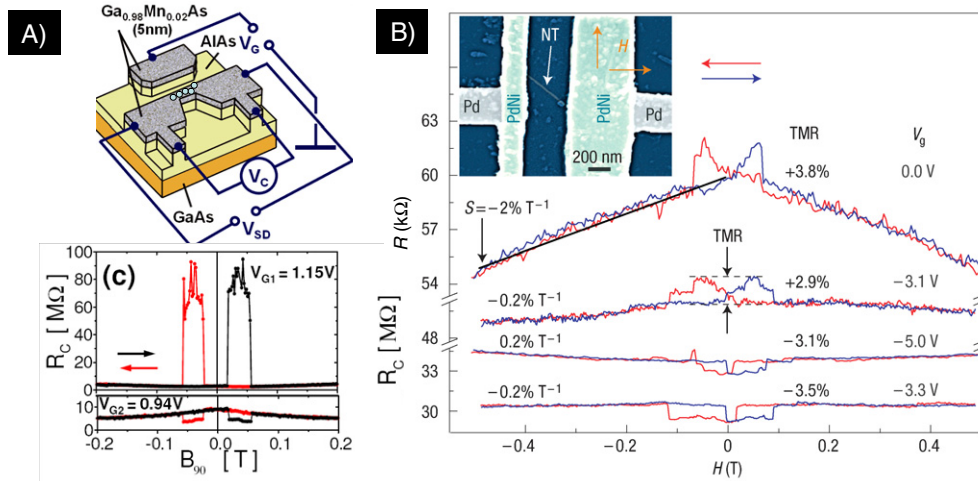 A)
Ga0.98Mn0.02As
(5nm)
AlAs
VG
VC
GaAs
VSD
(c)
VG1 = 1.15V
RC [ MΩ ]
100
80
60
40
20
0
VG2 = 0.94V
10
0
-0.2 -0.1 0.0 0.1 0.2
B90 [ T ]
B)
NT
H
Pd
PdNi
PdNi
Pd
200 nm
TMR
Vg
+3.8%
0.0 V
S=−2% T−1
TMR
+2.9%
−3.1 V
−0.2% T−1
0.2% T−1
−3.1%
−5.0 V
−0.2% T−1
−3.5%
−3.3 V
R (kΩ)
RC [ MΩ ]
63
60
57
54
48
33
30
−0.4 −0.2 0 0.2 0.4
H (T)